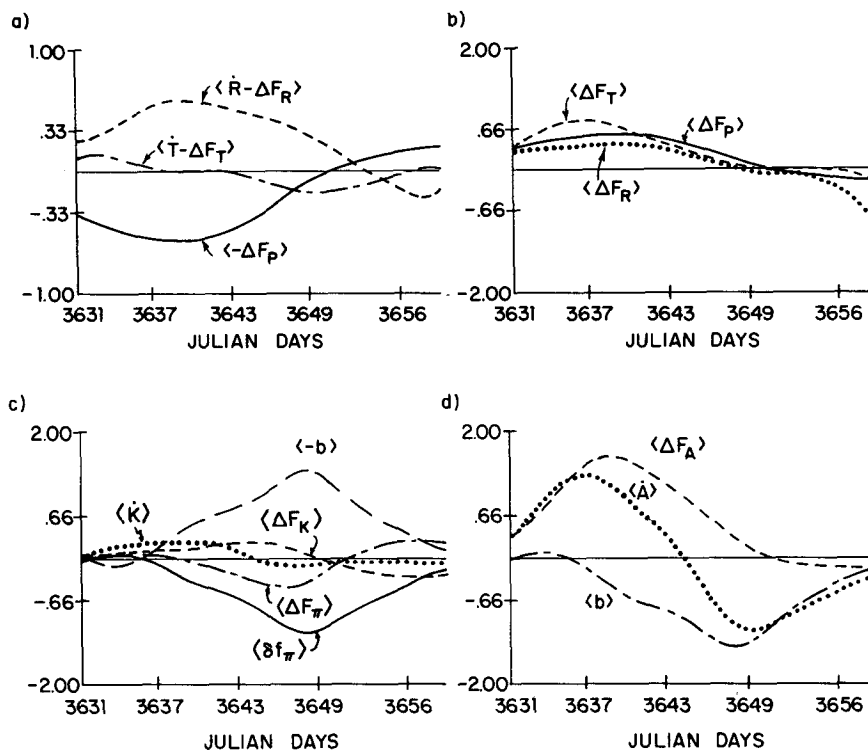 a)
1.00
.33
-.33
-1.00
⟨Ṙ-ΔF_R⟩
⟨Ṫ-ΔF_T⟩
⟨-ΔF_P⟩
3631 3637 3643 3649 3656
JULIAN DAYS
b)
2.00
.66
-.66
-2.00
⟨ΔF_T⟩
⟨ΔF_P⟩
⟨ΔF_R⟩
3631 3637 3643 3649 3656
JULIAN DAYS
c)
2.00
.66
-.66
-2.00
⟨-b⟩
⟨K̇⟩
⟨ΔF_K⟩
⟨ΔF_π⟩
⟨δf_π⟩
3631 3637 3643 3649 3656
JULIAN DAYS
d)
2.00
.66
-.66
-2.00
⟨ΔF_A⟩
⟨Ȧ⟩
⟨b⟩
3631 3637 3643 3649 3656
JULIAN DAYS